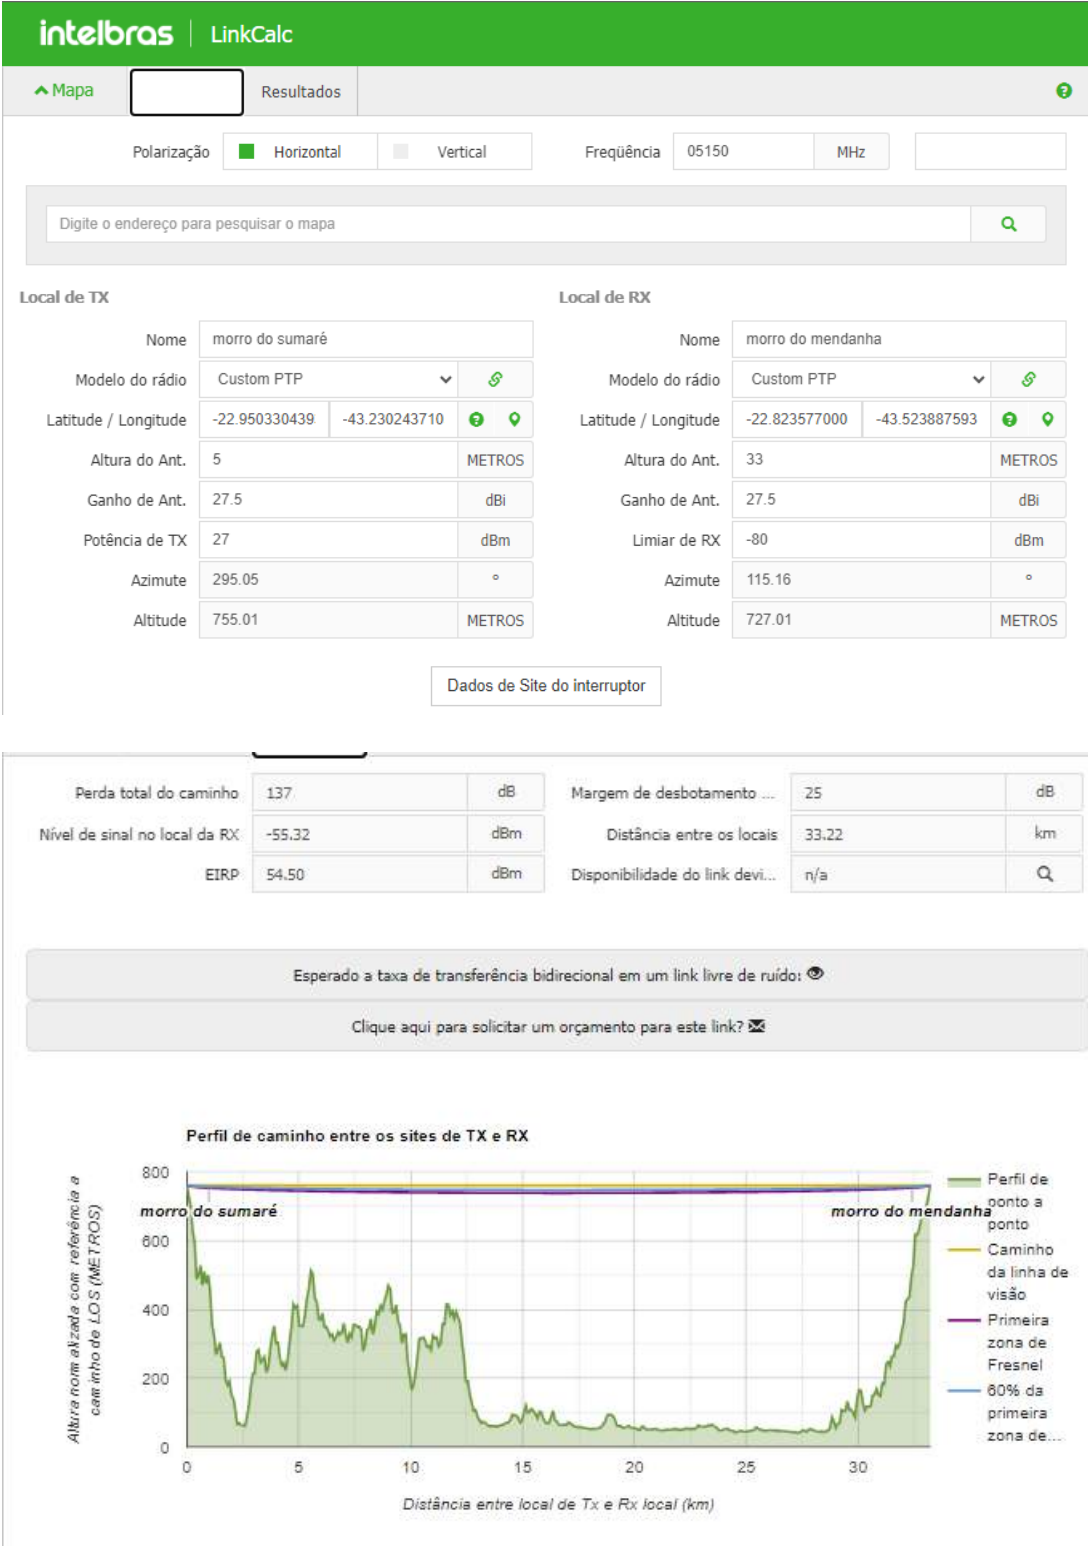 intelbras | LinkCalc
Mapa Resultados
Polarização Horizontal Vertical Freqüência 05150 MHz
Digite o endereço para pesquisar o mapa
Local de TX Local de RX
Nome morro do sumaré Nome morro do mendanha
Modelo do rádio Custom PTP Modelo do rádio Custom PTP
Latitude / Longitude -22.950330439 -43.230243710 Latitude / Longitude -22.823577000 -43.523887593
Altura do Ant. 5 METROS Altura do Ant. 33 METROS
Ganho de Ant. 27.5 dBi Ganho de Ant. 27.5 dBi
Potência de TX 27 dBm Limiar de RX -80 dBm
Azimute 295.05 ° Azimute 115.16 °
Altitude 755.01 METROS Altitude 727.01 METROS
Dados de Site do interruptor
Perda total do caminho 137 dB Margem de desbotamento ... 25 dB
Nível de sinal no local da RX -55.32 dBm Distância entre os locais 33.22 km
EIRP 54.50 dBm Disponibilidade do link devi... n/a
Esperado a taxa de transferência bidirecional em um link livre de ruído:
Clique aqui para solicitar um orçamento para este link?
Perfil de caminho entre os sites de TX e RX
Altura normalizada com referência a
caminho de LOS (METROS)
800
600
400
200
0
morro do sumaré morro do mendanha
0 5 10 15 20 25 30
Distância entre local de Tx e Rx local (km)
Perfil de
ponto a
ponto
Caminho
da linha de
visão
Primeira
zona de
Fresnel
60% da
primeira
zona de...